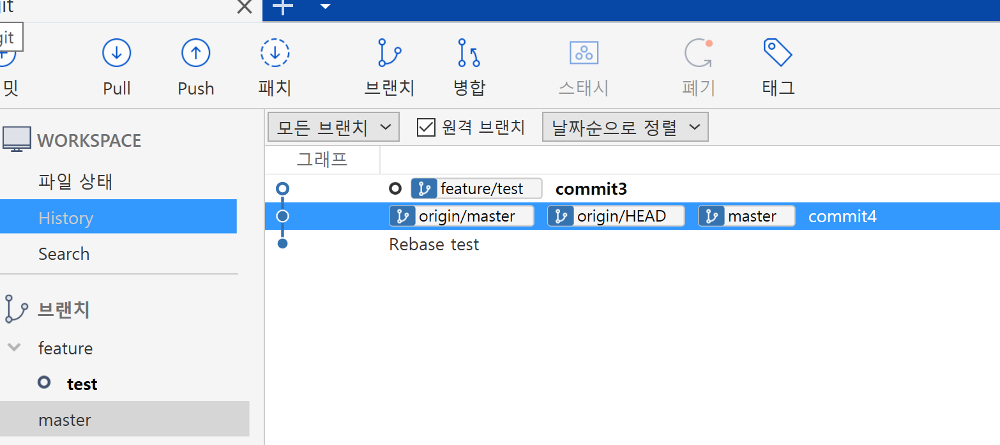 git
git
밋
Pull
Push
패치
브랜치
병합
스태시
폐기
태그
WORKSPACE
파일 상태
History
Search
브랜치
feature
test
master
모든 브랜치
원격 브랜치
날짜순으로 정렬
그래프
feature/test commit3
origin/master origin/HEAD master commit4
Rebase test